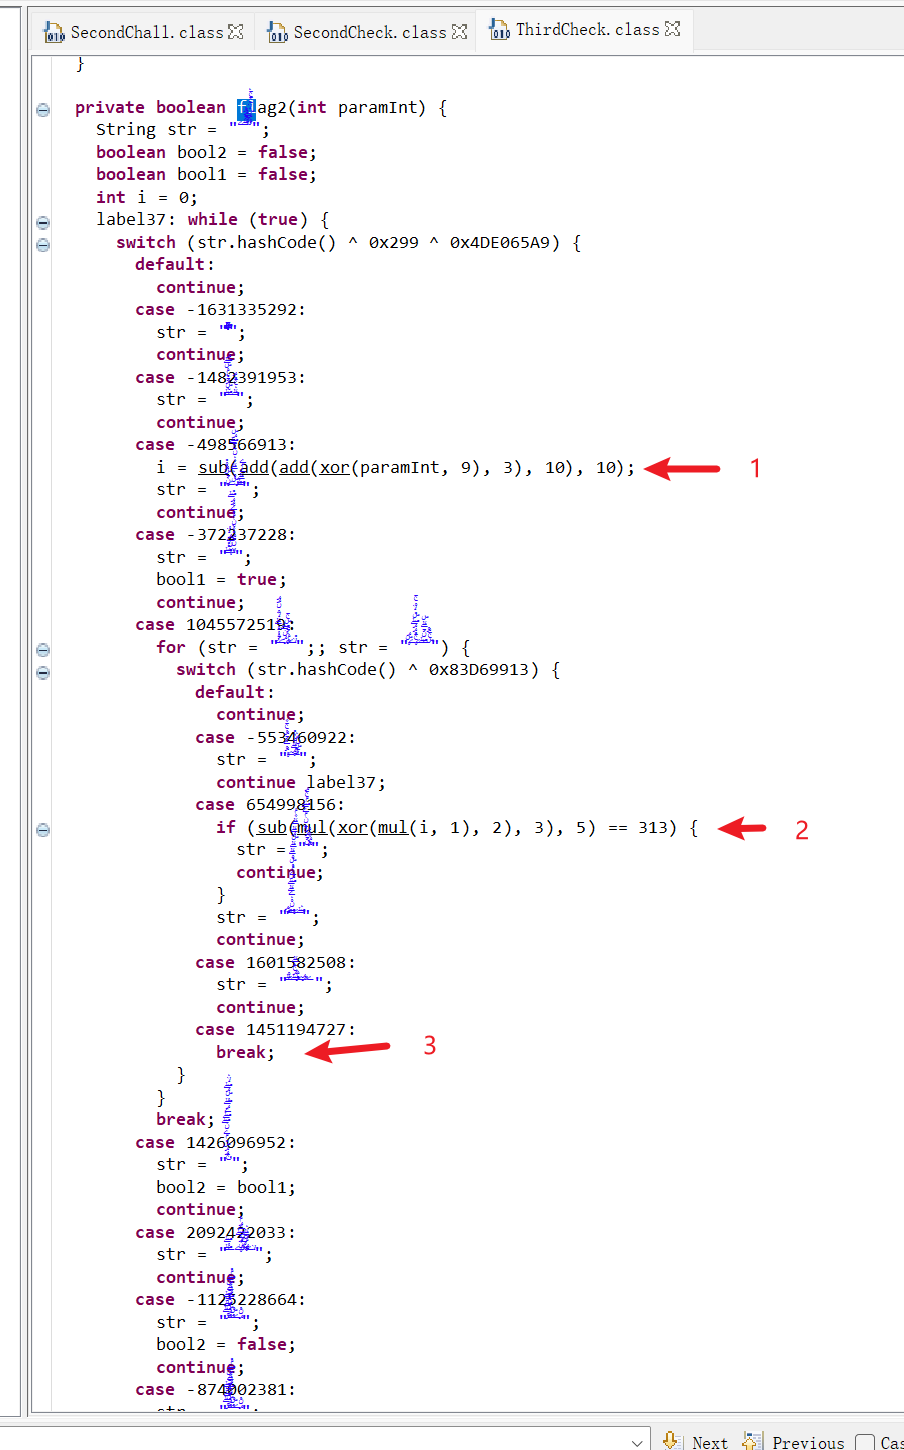 SecondChall.class SecondCheck.class ThirdCheck.class
}
private boolean flag2(int paramInt) {
String str = "";
boolean bool2 = false;
boolean bool1 = false;
int i = 0;
label37: while (true) {
switch (str.hashCode() ^ 0x299 ^ 0x4DE065A9) {
default:
continue;
case -1631335292:
str = "";
continue;
case -1482391953:
str = "";
continue;
case -498566913:
i = sub(add(add(xor(paramInt, 9), 3), 10), 10); 1
str = "";
continue;
case -372237228:
str = "";
bool1 = true;
continue;
case 1045572519:
for (str = "";; str = "") {
switch (str.hashCode() ^ 0x83D69913) {
default:
continue;
case -553460922:
str = "";
continue label37;
case 654998156:
if (sub(mul(xor(mul(i, 1), 2), 3), 5) == 313) { 2
str = "";
continue;
}
str = "";
continue;
case 1601582508:
str = "";
continue;
case 1451194727:
break; 3
}
}
break;
case 1426096952:
str = "";
bool2 = bool1;
continue;
case 2092422033:
str = "";
continue;
case -1125228664:
str = "";
bool2 = false;
continue;
case -874002381:
Next Previous